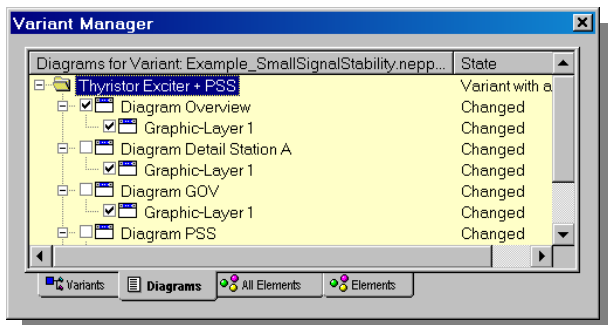 Variant Manager
Diagrams for Variant: Example_SmallSignalStability.nepp... State
Thyristor Exciter + PSS Variant with a
Diagram Overview Changed
Graphic-Layer 1 Changed
Diagram Detail Station A Changed
Graphic-Layer 1 Changed
Diagram GOV Changed
Graphic-Layer 1 Changed
Diagram PSS Changed
Variants Diagrams All Elements Elements